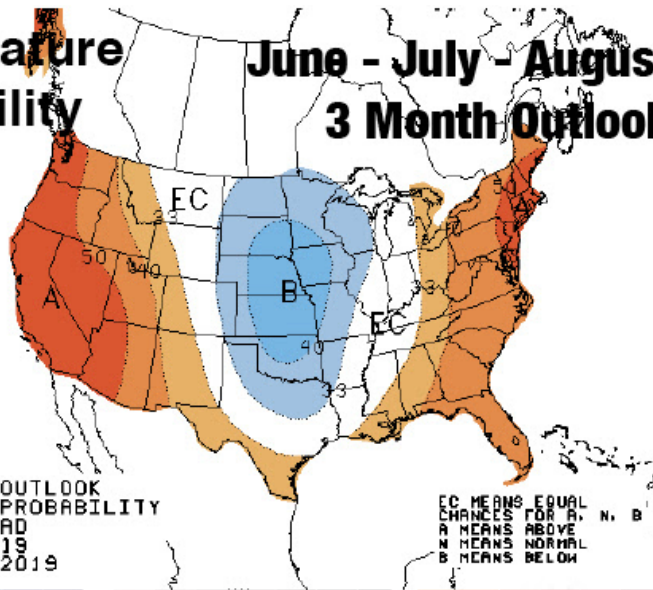 ature
ility
June - July - Augus
3 Month Outlook
EC
33
50
40
A
B
40
33
EC
33
50
A
40
OUTLOOK
PROBABILITY
AD
19
2019
EC MEANS EQUAL
CHANCES FOR A, N, B
A MEANS ABOVE
N MEANS NORMAL
B MEANS BELOW